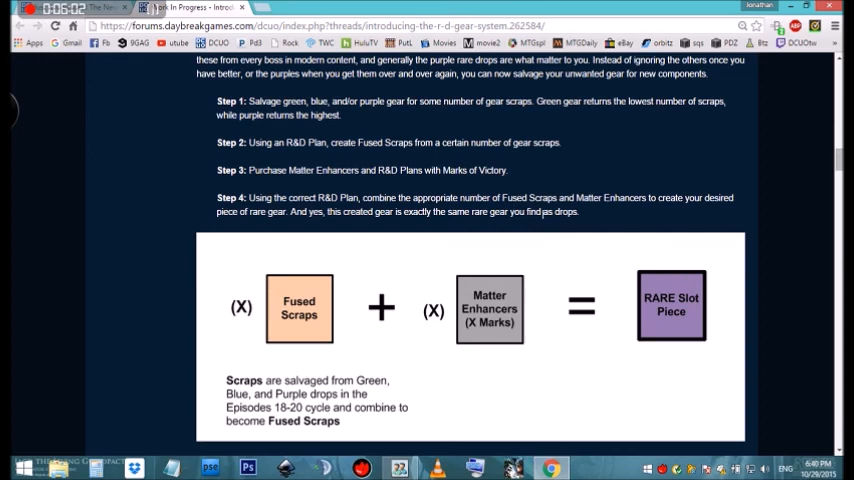 0:06:02
The Ne
ork In Progress - Introdu
Jonathan
https://forums.daybreakgames.com/dcuo/index.php?threads/introducing-the-r-d-gear-system.262584/
Apps Gmail Fb 9GAG utube DCUO Pd3 Rock TWC HuluTV PutL Movies movie2 MTGspl MTGDaily eBay orbitz sqs PDZ Btz DCUOtw
these from every boss in modern content, and generally the purple rare drops are what matter to you. Instead of ignoring the others once you
have better, or the purples when you get them over and over again, you can now salvage your unwanted gear for new components.
Step 1: Salvage green, blue, and/or purple gear for some number of gear scraps. Green gear returns the lowest number of scraps,
while purple returns the highest.
Step 2: Using an R&D Plan, create Fused Scraps from a certain number of gear scraps.
Step 3: Purchase Matter Enhancers and R&D Plans with Marks of Victory.
Step 4: Using the correct R&D Plan, combine the appropriate number of Fused Scraps and Matter Enhancers to create your desired
piece of rare gear. And yes, this created gear is exactly the same rare gear you find as drops.
(X) Fused
Scraps
+
(X) Matter
Enhancers
(X Marks)
=
RARE Slot
Piece
Scraps are salvaged from Green,
Blue, and Purple drops in the
Episodes 18-20 cycle and combine to
become Fused Scraps
pse
Ps
ENG
6:40 PM
10/29/2015